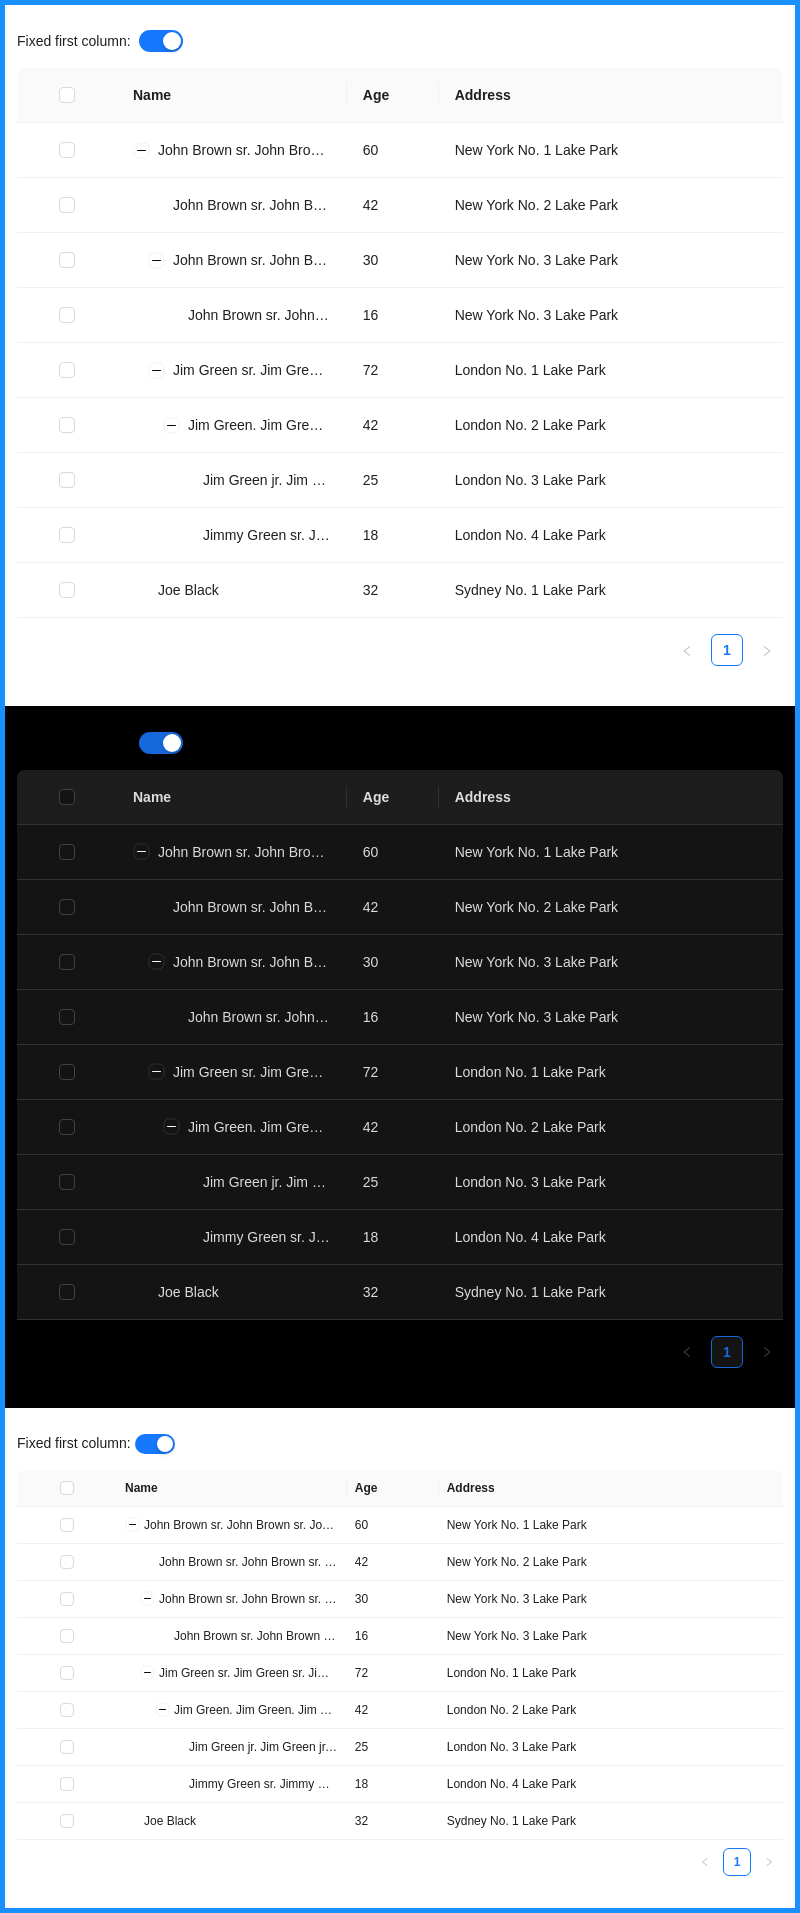 Fixed first column:
Name Age Address
John Brown sr. John Bro… 60 New York No. 1 Lake Park
John Brown sr. John B… 42 New York No. 2 Lake Park
John Brown sr. John B… 30 New York No. 3 Lake Park
John Brown sr. John… 16 New York No. 3 Lake Park
Jim Green sr. Jim Gre… 72 London No. 1 Lake Park
Jim Green. Jim Gre… 42 London No. 2 Lake Park
Jim Green jr. Jim … 25 London No. 3 Lake Park
Jimmy Green sr. J… 18 London No. 4 Lake Park
Joe Black 32 Sydney No. 1 Lake Park
1
Name Age Address
John Brown sr. John Bro… 60 New York No. 1 Lake Park
John Brown sr. John B… 42 New York No. 2 Lake Park
John Brown sr. John B… 30 New York No. 3 Lake Park
John Brown sr. John… 16 New York No. 3 Lake Park
Jim Green sr. Jim Gre… 72 London No. 1 Lake Park
Jim Green. Jim Gre… 42 London No. 2 Lake Park
Jim Green jr. Jim … 25 London No. 3 Lake Park
Jimmy Green sr. J… 18 London No. 4 Lake Park
Joe Black 32 Sydney No. 1 Lake Park
1
Fixed first column:
Name Age Address
John Brown sr. John Brown sr. Jo… 60 New York No. 1 Lake Park
John Brown sr. John Brown sr. … 42 New York No. 2 Lake Park
John Brown sr. John Brown sr. … 30 New York No. 3 Lake Park
John Brown sr. John Brown … 16 New York No. 3 Lake Park
Jim Green sr. Jim Green sr. Ji… 72 London No. 1 Lake Park
Jim Green. Jim Green. Jim … 42 London No. 2 Lake Park
Jim Green jr. Jim Green jr… 25 London No. 3 Lake Park
Jimmy Green sr. Jimmy … 18 London No. 4 Lake Park
Joe Black 32 Sydney No. 1 Lake Park
1